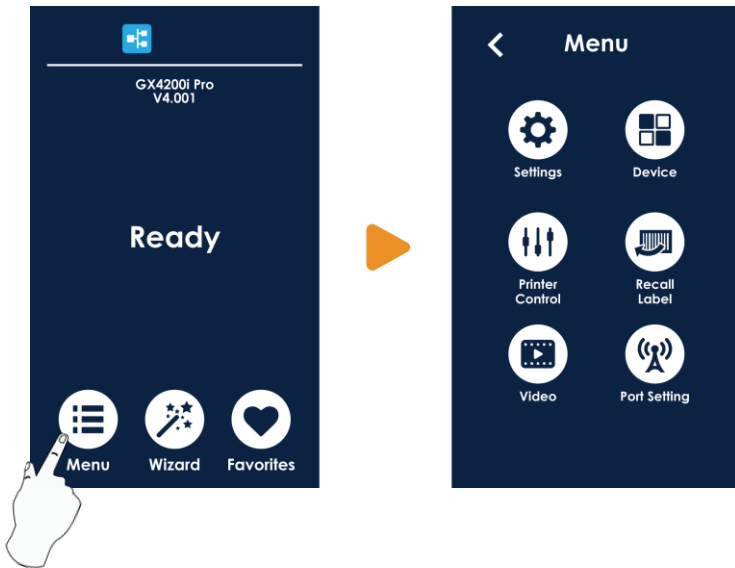 GX4200i Pro
V4.001
Ready
Menu Wizard Favorites
Menu
Settings Device
Printer Recall
Control Label
Video Port Setting